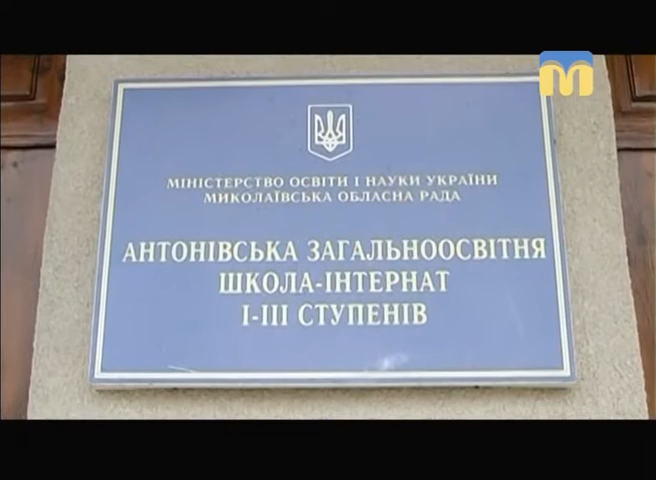 М
МІНІСТЕРСТВО ОСВІТИ І НАУКИ УКРАЇНИ
МИКОЛАЇВСЬКА ОБЛАСНА РАДА
АНТОНІВСЬКА ЗАГАЛЬНООСВІТНЯ
ШКОЛА-ІНТЕРНАТ
І-ІІІ СТУПЕНІВ